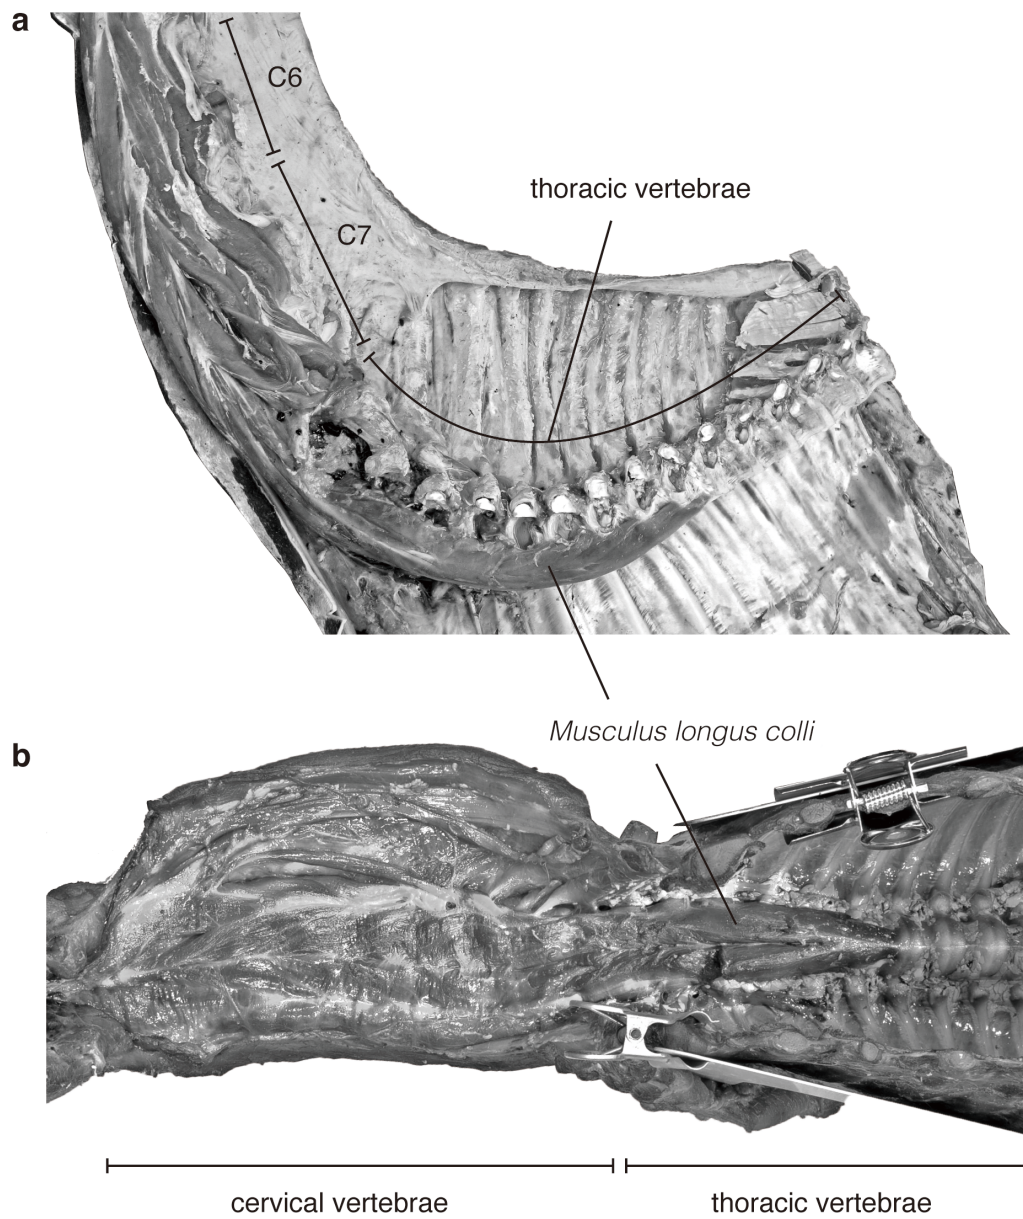 a
C6
thoracic vertebrae
C7
Musculus longus colli
b
cervical vertebrae
thoracic vertebrae